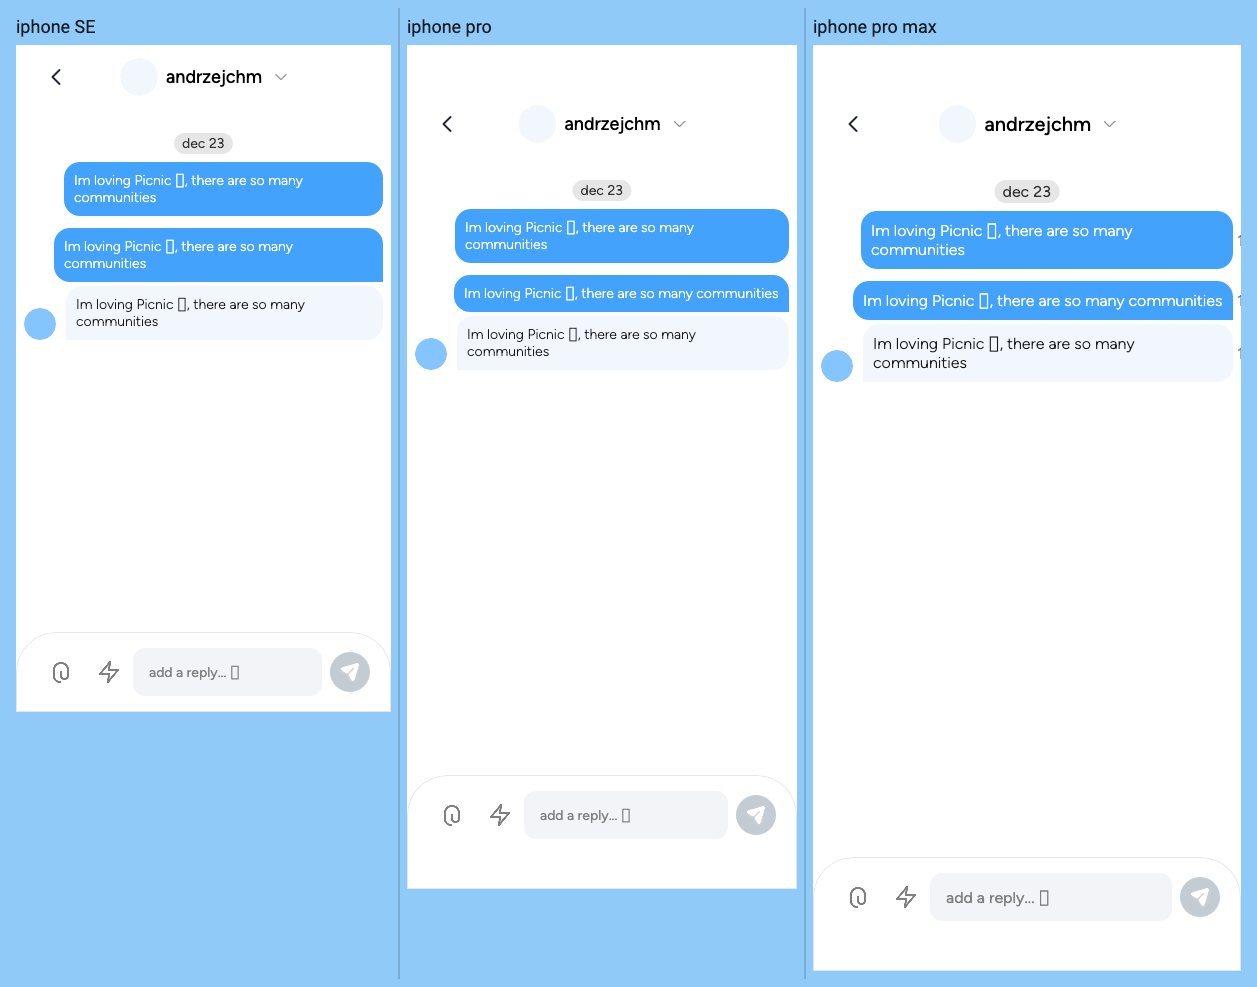 iphone SE
andrzejchm
dec 23
Im loving Picnic ▯, there are so many
communities
Im loving Picnic ▯, there are so many
communities
Im loving Picnic ▯, there are so many
communities
add a reply... ▯
iphone pro
andrzejchm
dec 23
Im loving Picnic ▯, there are so many
communities
Im loving Picnic ▯, there are so many communities
Im loving Picnic ▯, there are so many
communities
add a reply... ▯
iphone pro max
andrzejchm
dec 23
Im loving Picnic ▯, there are so many
communities
Im loving Picnic ▯, there are so many communities
Im loving Picnic ▯, there are so many
communities
add a reply... ▯